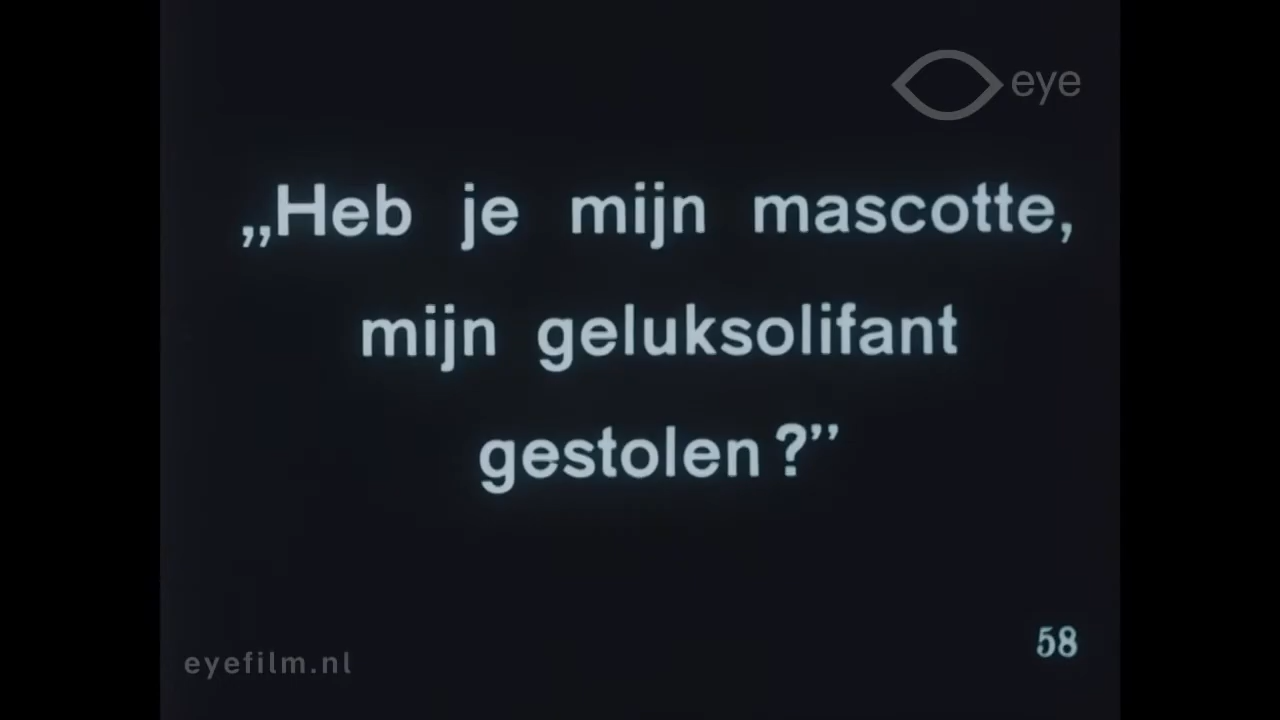 eye
„Heb je mijn mascotte,
mijn geluksolifant
gestolen?”
58
eyefilm.nl